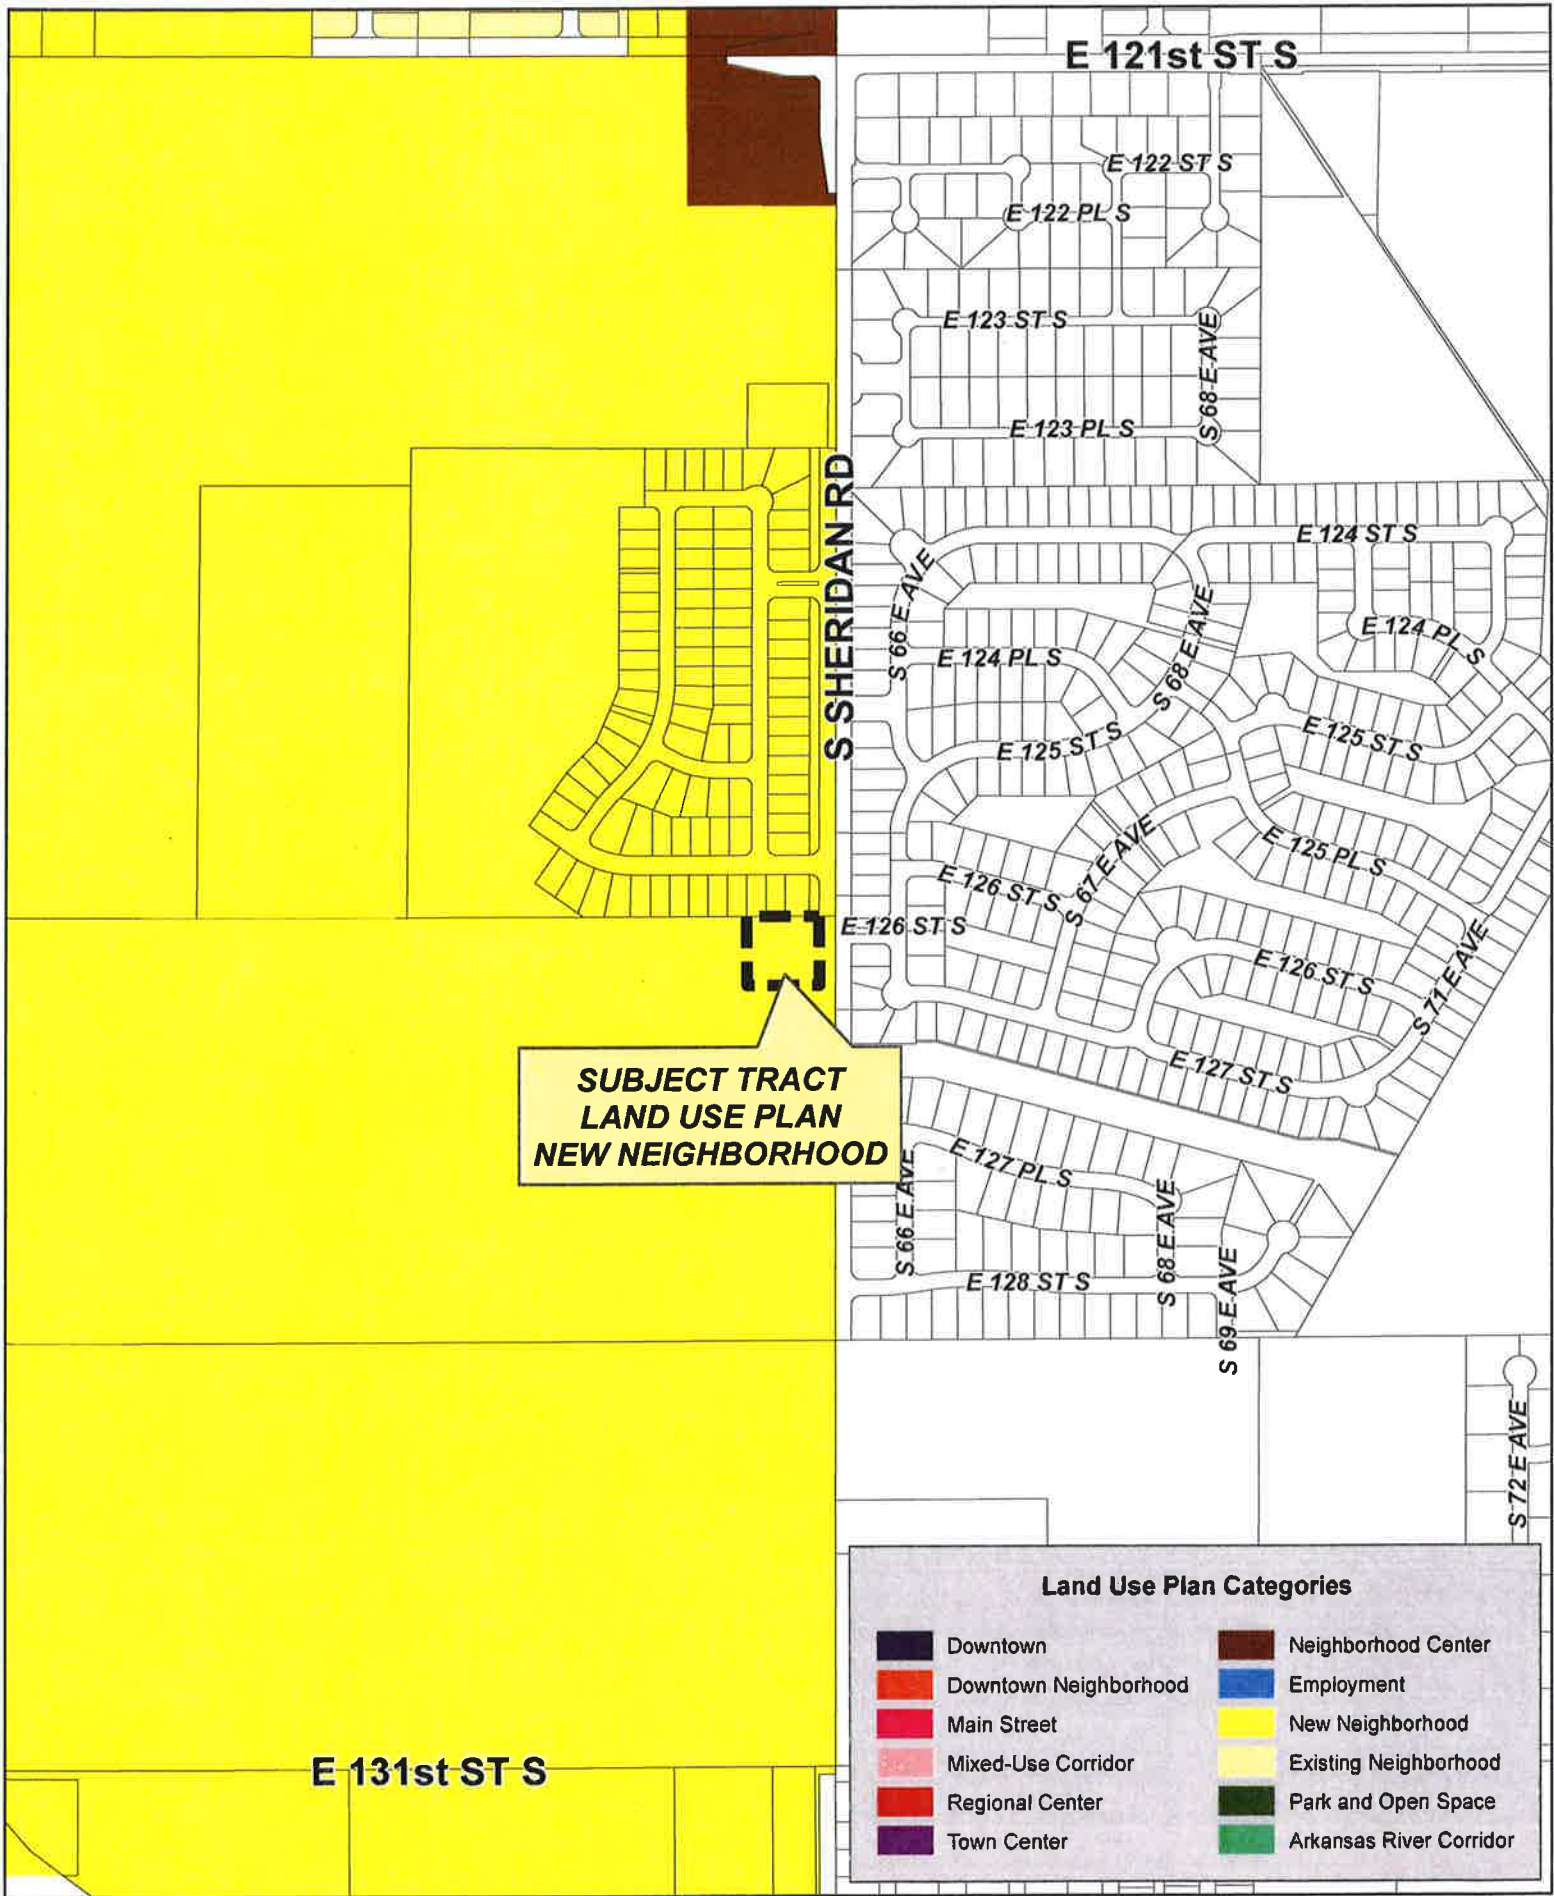 E 121st ST S
E 122 ST S
E 122 PL S
E 123 ST S
S 68 E AVE
E 123 PL S
S SHERIDAN RD
E 124 ST S
S 66 E AVE
S 68 E AVE
E 124 PL S
E 124 PL S
E 125 ST S
E 125 ST S
E 125 PL S
S 67 E AVE
E 126 ST S
E 126 ST S
E 126 ST S
S 71 E AVE
E 127 ST S
SUBJECT TRACT
LAND USE PLAN
NEW NEIGHBORHOOD
E 127 PL S
S 66 E AVE
S 68 E AVE
S 69 E AVE
E 128 ST S
S 72 E AVE
E 131st ST S
Land Use Plan Categories
Downtown
Downtown Neighborhood
Main Street
Mixed-Use Corridor
Regional Center
Town Center
Neighborhood Center
Employment
New Neighborhood
Existing Neighborhood
Park and Open Space
Arkansas River Corridor